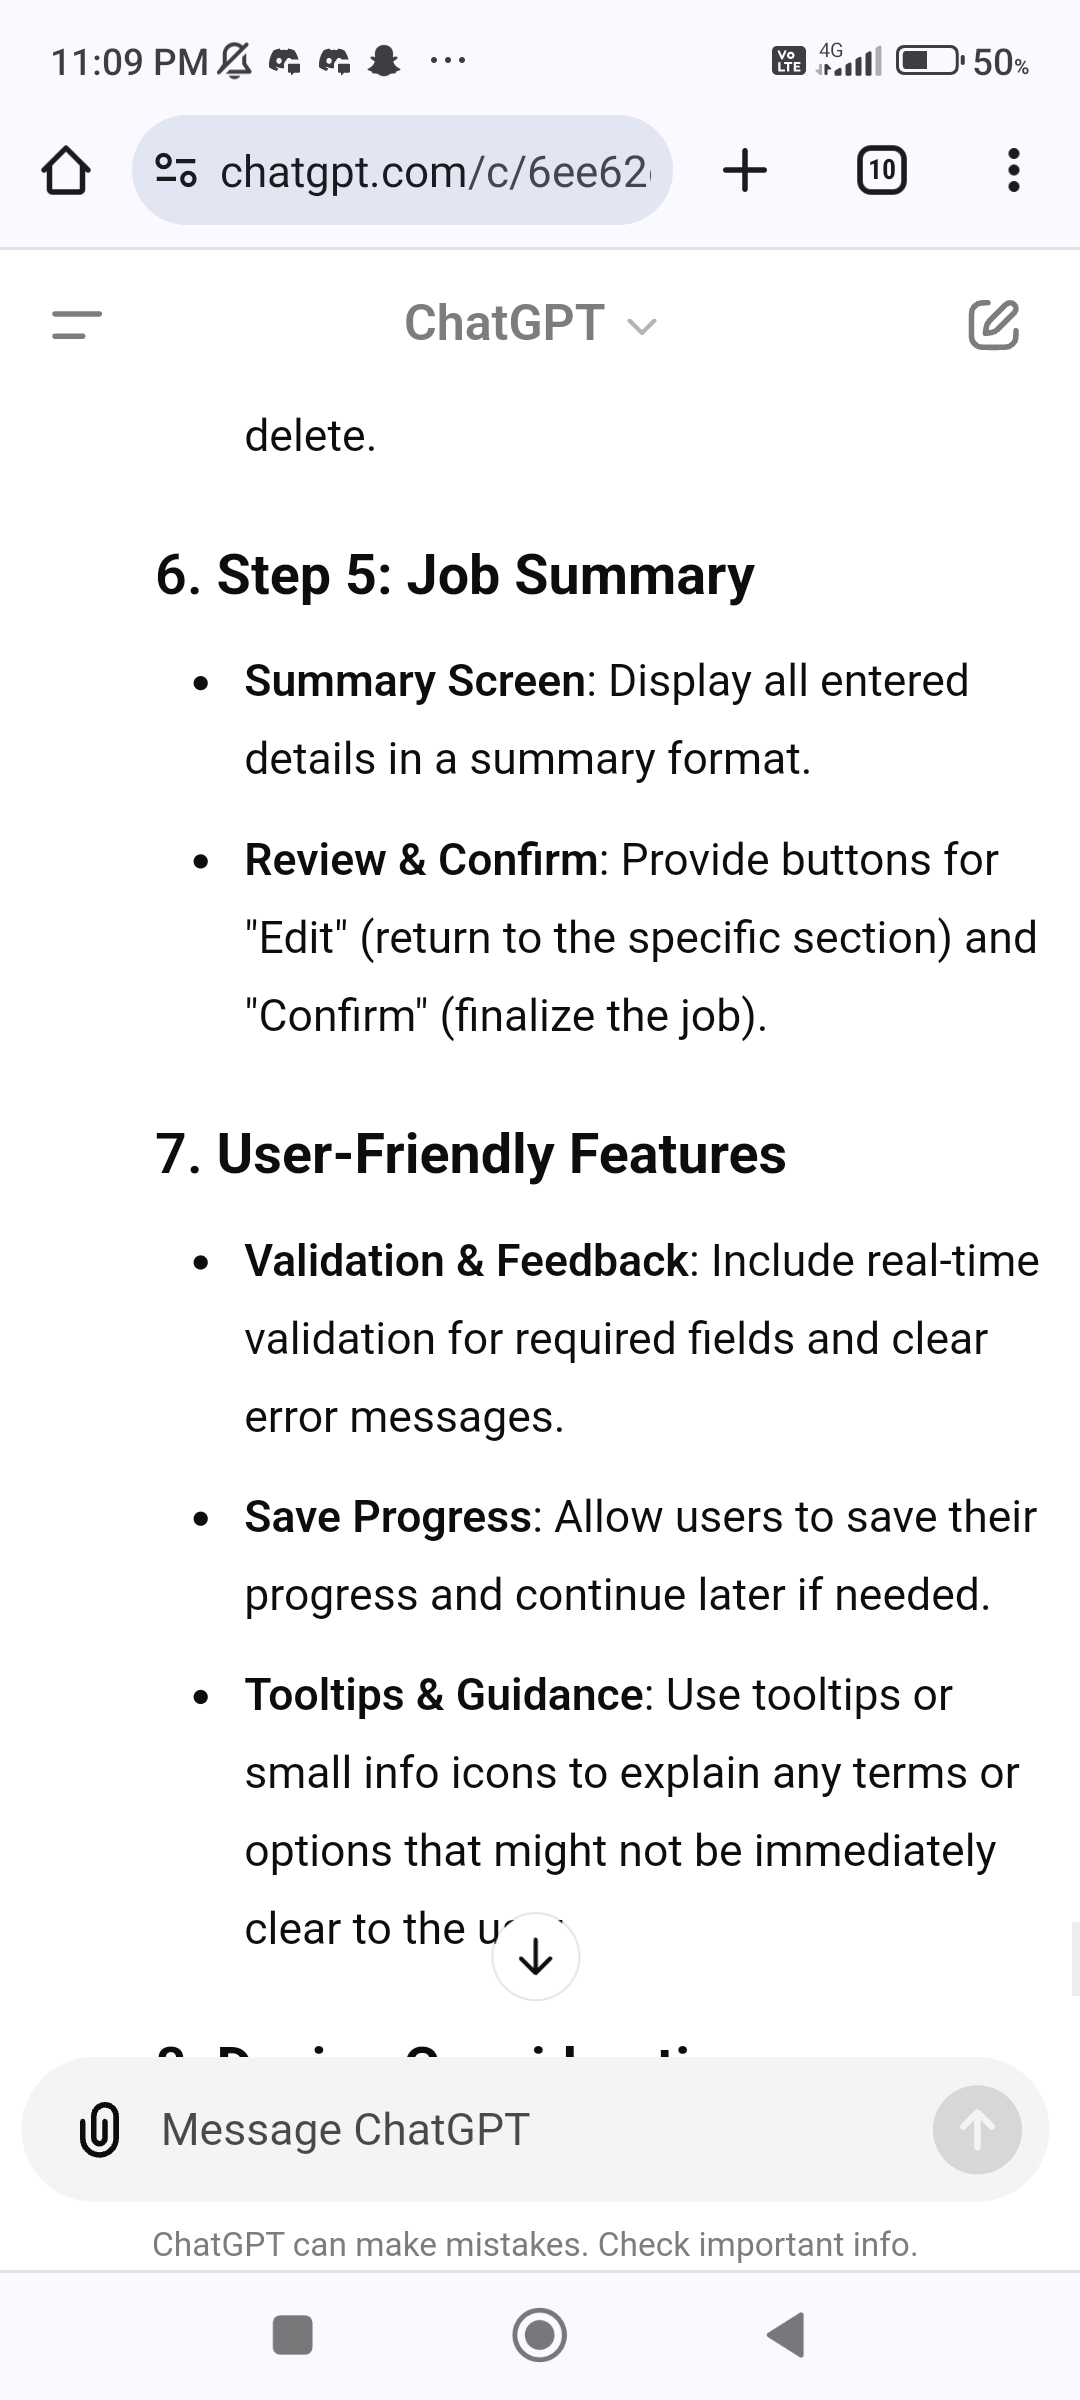 11:09 PM
Vo LTE 4G 50%
chatgpt.com/c/6ee62
10
ChatGPT
delete.
6. Step 5: Job Summary
• Summary Screen: Display all entered
details in a summary format.
• Review & Confirm: Provide buttons for
"Edit" (return to the specific section) and
"Confirm" (finalize the job).
7. User-Friendly Features
• Validation & Feedback: Include real-time
validation for required fields and clear
error messages.
• Save Progress: Allow users to save their
progress and continue later if needed.
• Tooltips & Guidance: Use tooltips or
small info icons to explain any terms or
options that might not be immediately
clear to the
Message ChatGPT
ChatGPT can make mistakes. Check important info.